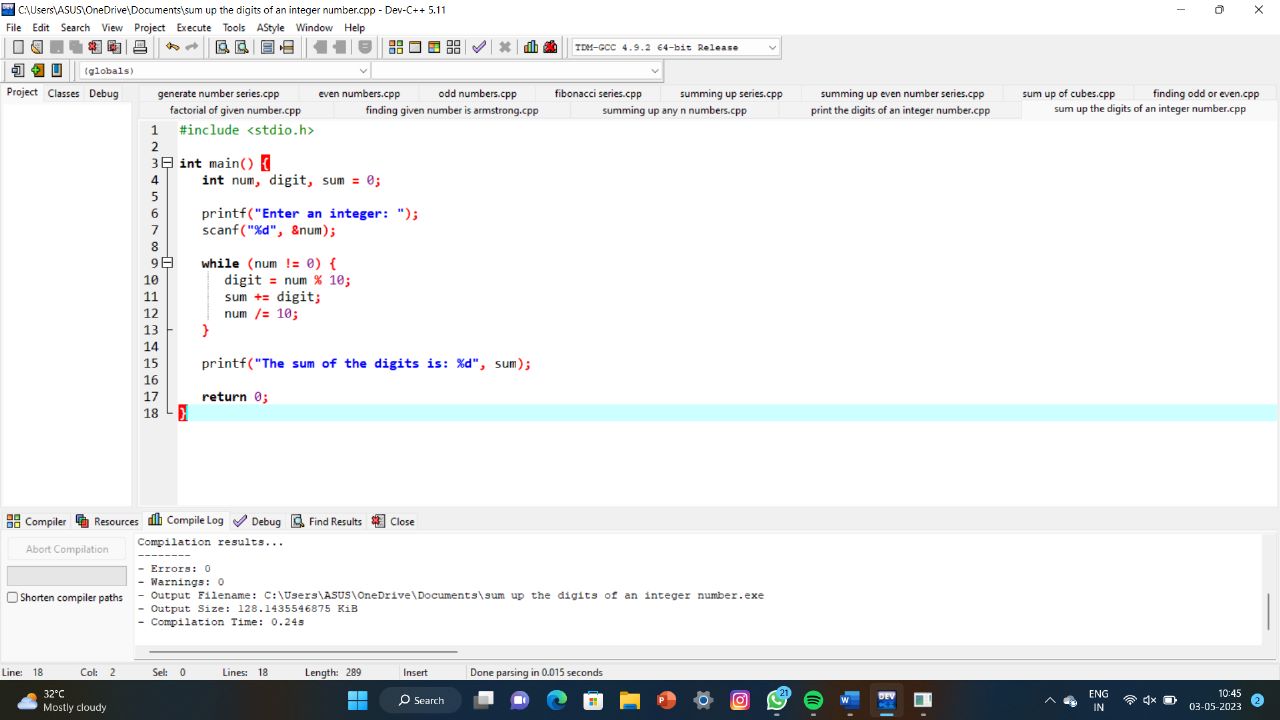 C:\Users\ASUS\OneDrive\Documents\sum up the digits of an integer number.cpp - Dev-C++ 5.11
File Edit Search View Project Execute Tools AStyle Window Help
TDM-GCC 4.9.2 64-bit Release
(globals)
Project Classes Debug
generate number series.cpp even numbers.cpp odd numbers.cpp fibonacci series.cpp summing up series.cpp summing up even number series.cpp sum up of cubes.cpp finding odd or even.cpp
factorial of given number.cpp finding given number is armstrong.cpp summing up any n numbers.cpp print the digits of an integer number.cpp sum up the digits of an integer number.cpp
1 #include <stdio.h>
2
3 int main() {
4 int num, digit, sum = 0;
5
6 printf("Enter an integer: ");
7 scanf("%d", &num);
8
9 while (num != 0) {
10 digit = num % 10;
11 sum += digit;
12 num /= 10;
13 }
14
15 printf("The sum of the digits is: %d", sum);
16
17 return 0;
18 }
Compiler Resources Compile Log Debug Find Results Close
Abort Compilation
Shorten compiler paths
Compilation results...
--------
- Errors: 0
- Warnings: 0
- Output Filename: C:\Users\ASUS\OneDrive\Documents\sum up the digits of an integer number.exe
- Output Size: 128.1435546875 KiB
- Compilation Time: 0.24s
Line: 18 Col: 2 Sel: 0 Lines: 18 Length: 289 Insert Done parsing in 0.015 seconds
32°C
Mostly cloudy
Search
21
DEV
ENG
IN
10:45
03-05-2023
2